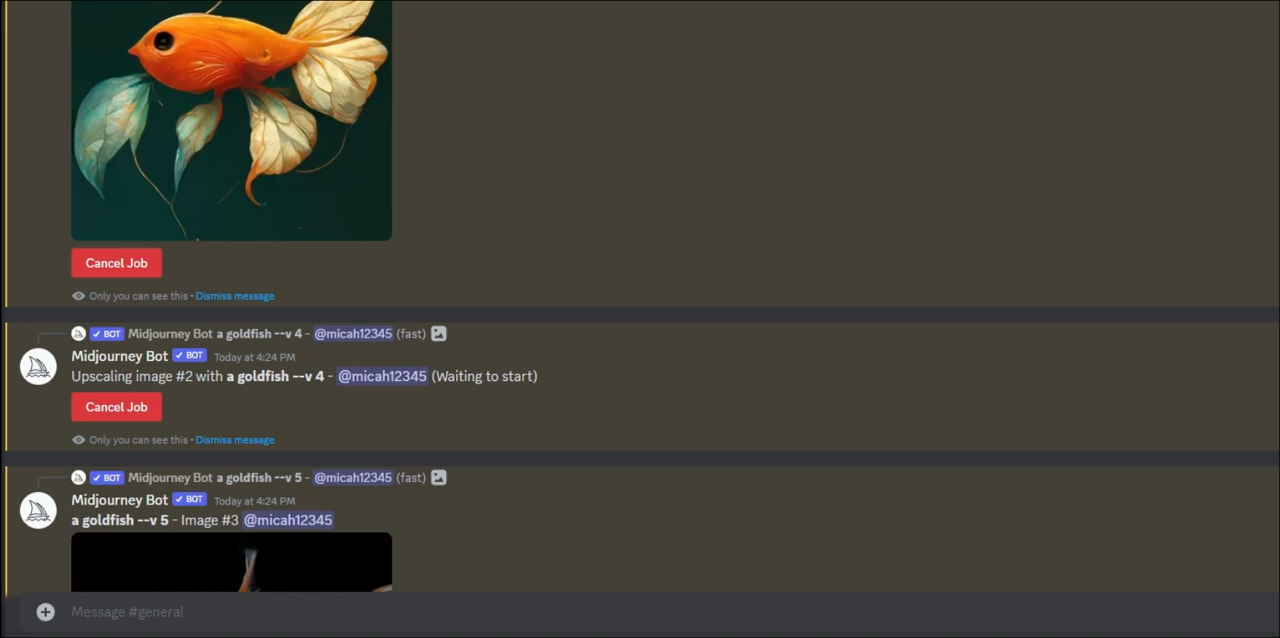 Cancel Job
Only you can see this • Dismiss message
✓ BOT Midjourney Bot a goldfish --v 4 - @micah12345 (fast)
Midjourney Bot ✓ BOT Today at 4:24 PM
Upscaling image #2 with a goldfish --v 4 - @micah12345 (Waiting to start)
Cancel Job
Only you can see this • Dismiss message
✓ BOT Midjourney Bot a goldfish --v 5 - @micah12345 (fast)
Midjourney Bot ✓ BOT Today at 4:24 PM
a goldfish --v 5 - Image #3 @micah12345
Message #general